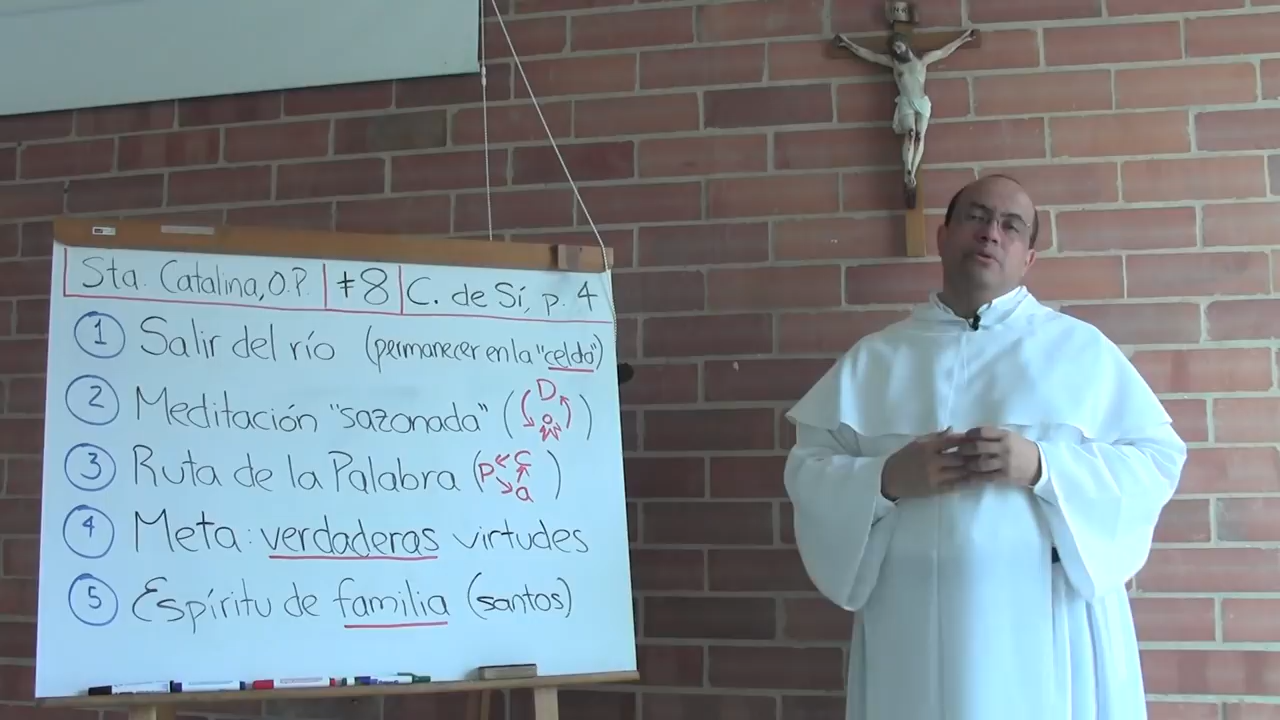 INRI
Sta. Catalina, O.P. #8 C. de Sí, p. 4
1 Salir del río (permanecer en la "celda")
2 Meditación "sazonada" ( D )
3 Ruta de la Palabra (P C a)
4 Meta: verdaderas virtudes
5 Espíritu de familia (santos)